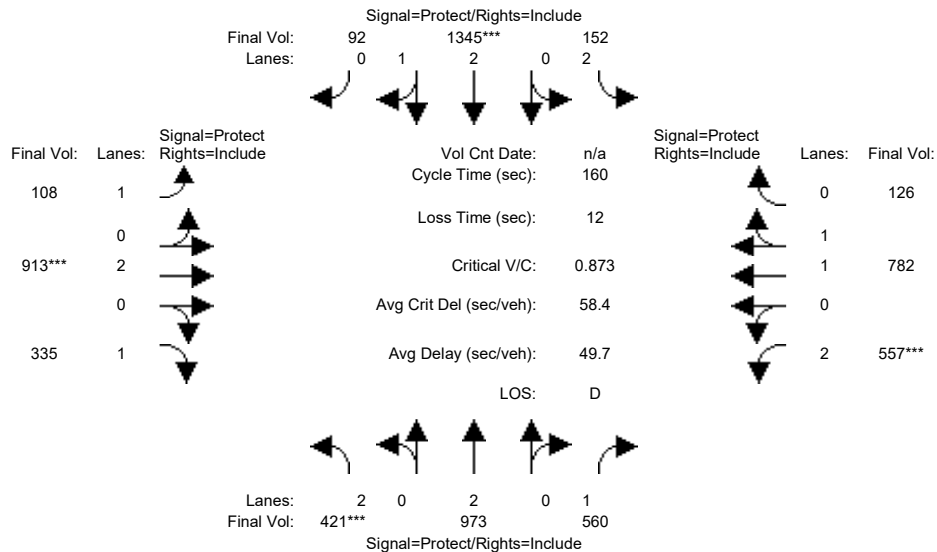 Signal=Protect/Rights=Include
Final Vol: 92 1345*** 152
Lanes: 0 1 2 0 2
Signal=Protect Signal=Protect
Final Vol: Lanes: Rights=Include Vol Cnt Date: n/a Rights=Include Lanes: Final Vol:
Cycle Time (sec): 160
108 1 0 126
Loss Time (sec): 12
0 1
913*** 2 Critical V/C: 0.873 1 782
0 Avg Crit Del (sec/veh): 58.4 0
335 1 Avg Delay (sec/veh): 49.7 2 557***
LOS: D
Lanes: 2 0 2 0 1
Final Vol: 421*** 973 560
Signal=Protect/Rights=Include